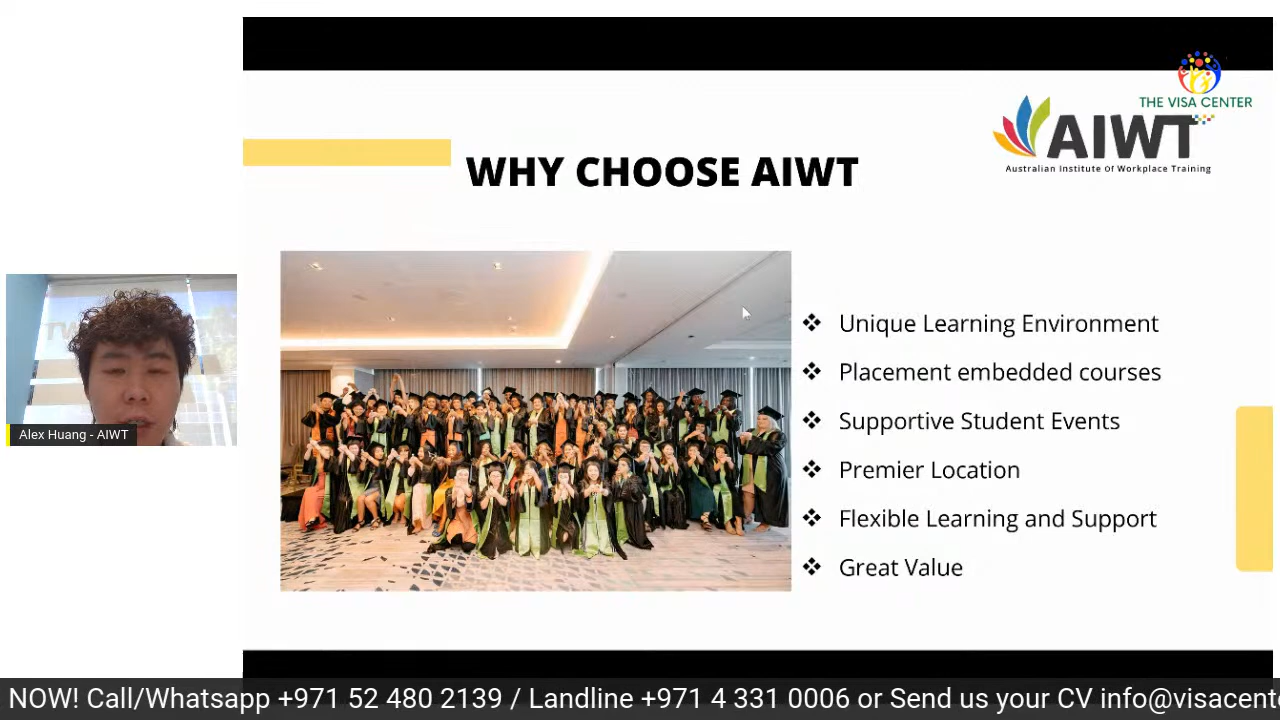 THE VISA CENTER
AIWT
Australian Institute of Workplace Training
WHY CHOOSE AIWT
Unique Learning Environment
Placement embedded courses
Supportive Student Events
Premier Location
Flexible Learning and Support
Great Value
Alex Huang - AIWT
NOW! Call/Whatsapp +971 52 480 2139 / Landline +971 4 331 0006 or Send us your CV info@visacent